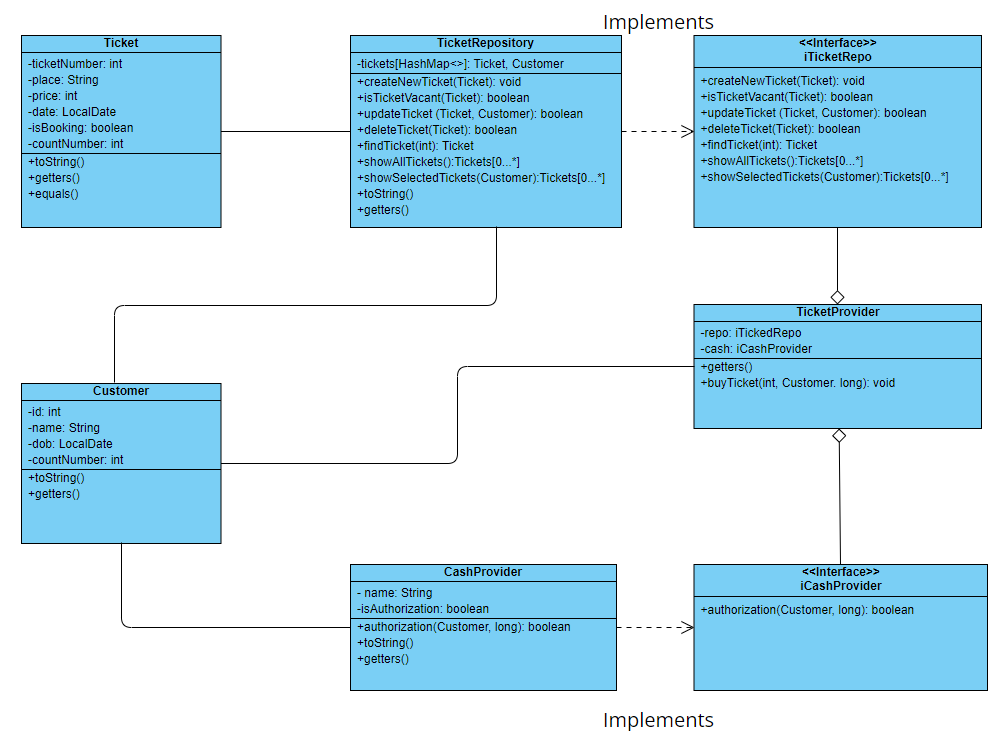 Implements
Ticket
-ticketNumber: int
-place: String
-price: int
-date: LocalDate
-isBooking: boolean
-countNumber: int
+toString()
+getters()
+equals()
TicketRepository
-tickets[HashMap<>]: Ticket, Customer
+createNewTicket(Ticket): void
+isTicketVacant(Ticket): boolean
+updateTicket (Ticket, Customer): boolean
+deleteTicket(Ticket): boolean
+findTicket(int): Ticket
+showAllTickets():Tickets[0...*]
+showSelectedTickets(Customer):Tickets[0...*]
+toString()
+getters()
<<Interface>>
iTicketRepo
+createNewTicket(Ticket): void
+isTicketVacant(Ticket): boolean
+updateTicket (Ticket, Customer): boolean
+deleteTicket(Ticket): boolean
+findTicket(int): Ticket
+showAllTickets():Tickets[0...*]
+showSelectedTickets(Customer):Tickets[0...*]
TicketProvider
-repo: iTickedRepo
-cash: iCashProvider
+getters()
+buyTicket(int, Customer. long): void
Customer
-id: int
-name: String
-dob: LocalDate
-countNumber: int
+toString()
+getters()
CashProvider
- name: String
-isAuthorization: boolean
+authorization(Customer, long): boolean
+toString()
+getters()
<<Interface>>
iCashProvider
+authorization(Customer, long): boolean
Implements